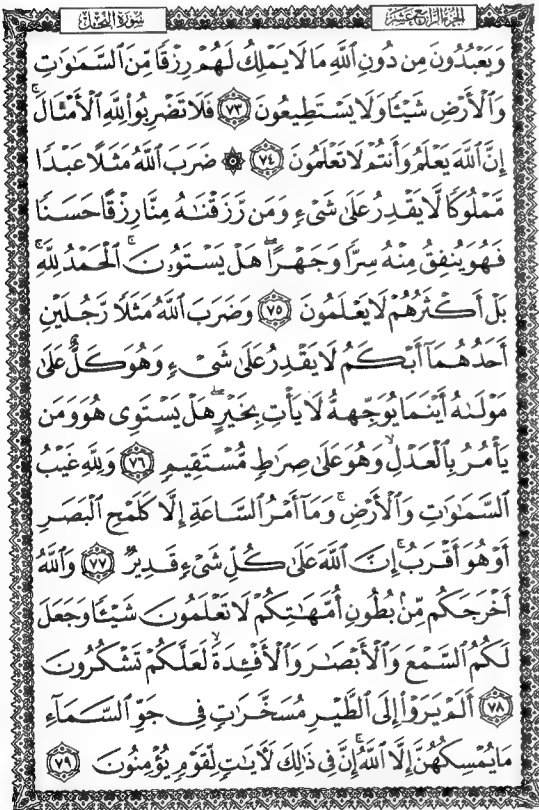 الجزء الرابع عشر
سورة النحل
وَيَعْبُدُونَ مِن دُونِ ٱللَّهِ مَا لَا يَمْلِكُ لَهُمْ رِزْقًا مِّنَ ٱلسَّمَٰوَٰتِ
وَٱلْأَرْضِ شَيْـًٔا وَلَا يَسْتَطِيعُونَ ﴿٧٣﴾ فَلَا تَضْرِبُوا۟ لِلَّهِ ٱلْأَمْثَالَ ۚ
إِنَّ ٱللَّهَ يَعْلَمُ وَأَنتُمْ لَا تَعْلَمُونَ ﴿٧٤﴾ ۞ ضَرَبَ ٱللَّهُ مَثَلًا عَبْدًا
مَّمْلُوكًا لَّا يَقْدِرُ عَلَىٰ شَىْءٍ وَمَن رَّزَقْنَٰهُ مِنَّا رِزْقًا حَسَنًا
فَهُوَ يُنفِقُ مِنْهُ سِرًّا وَجَهْرًا ۖ هَلْ يَسْتَوُۥنَ ۚ ٱلْحَمْدُ لِلَّهِ ۚ
بَلْ أَكْثَرُهُمْ لَا يَعْلَمُونَ ﴿٧٥﴾ وَضَرَبَ ٱللَّهُ مَثَلًا رَّجُلَيْنِ
أَحَدُهُمَآ أَبْكَمُ لَا يَقْدِرُ عَلَىٰ شَىْءٍ وَهُوَ كَلٌّ عَلَىٰ
مَوْلَىٰهُ أَيْنَمَا يُوَجِّههُّ لَا يَأْتِ بِخَيْرٍ ۖ هَلْ يَسْتَوِى هُوَ وَمَن
يَأْمُرُ بِٱلْعَدْلِ ۙ وَهُوَ عَلَىٰ صِرَٰطٍ مُّسْتَقِيمٍ ﴿٧٦﴾ وَلِلَّهِ غَيْبُ
ٱلسَّمَٰوَٰتِ وَٱلْأَرْضِ ۚ وَمَآ أَمْرُ ٱلسَّاعَةِ إِلَّا كَلَمْحِ ٱلْبَصَرِ
أَوْ هُوَ أَقْرَبُ ۚ إِنَّ ٱللَّهَ عَلَىٰ كُلِّ شَىْءٍ قَدِيرٌ ﴿٧٧﴾ وَٱللَّهُ
أَخْرَجَكُم مِّنۢ بُطُونِ أُمَّهَٰتِكُمْ لَا تَعْلَمُونَ شَيْـًٔا وَجَعَلَ
لَكُمُ ٱلسَّمْعَ وَٱلْأَبْصَٰرَ وَٱلْأَفْـِٔدَةَ ۙ لَعَلَّكُمْ تَشْكُرُونَ
﴿٧٨﴾ أَلَمْ يَرَوْا۟ إِلَى ٱلطَّيْرِ مُسَخَّرَٰتٍ فِى جَوِّ ٱلسَّمَآءِ
مَا يُمْسِكُهُنَّ إِلَّا ٱللَّهُ ۗ إِنَّ فِى ذَٰلِكَ لَءَايَٰتٍ لِّقَوْمٍ يُؤْمِنُونَ ﴿٧٩﴾